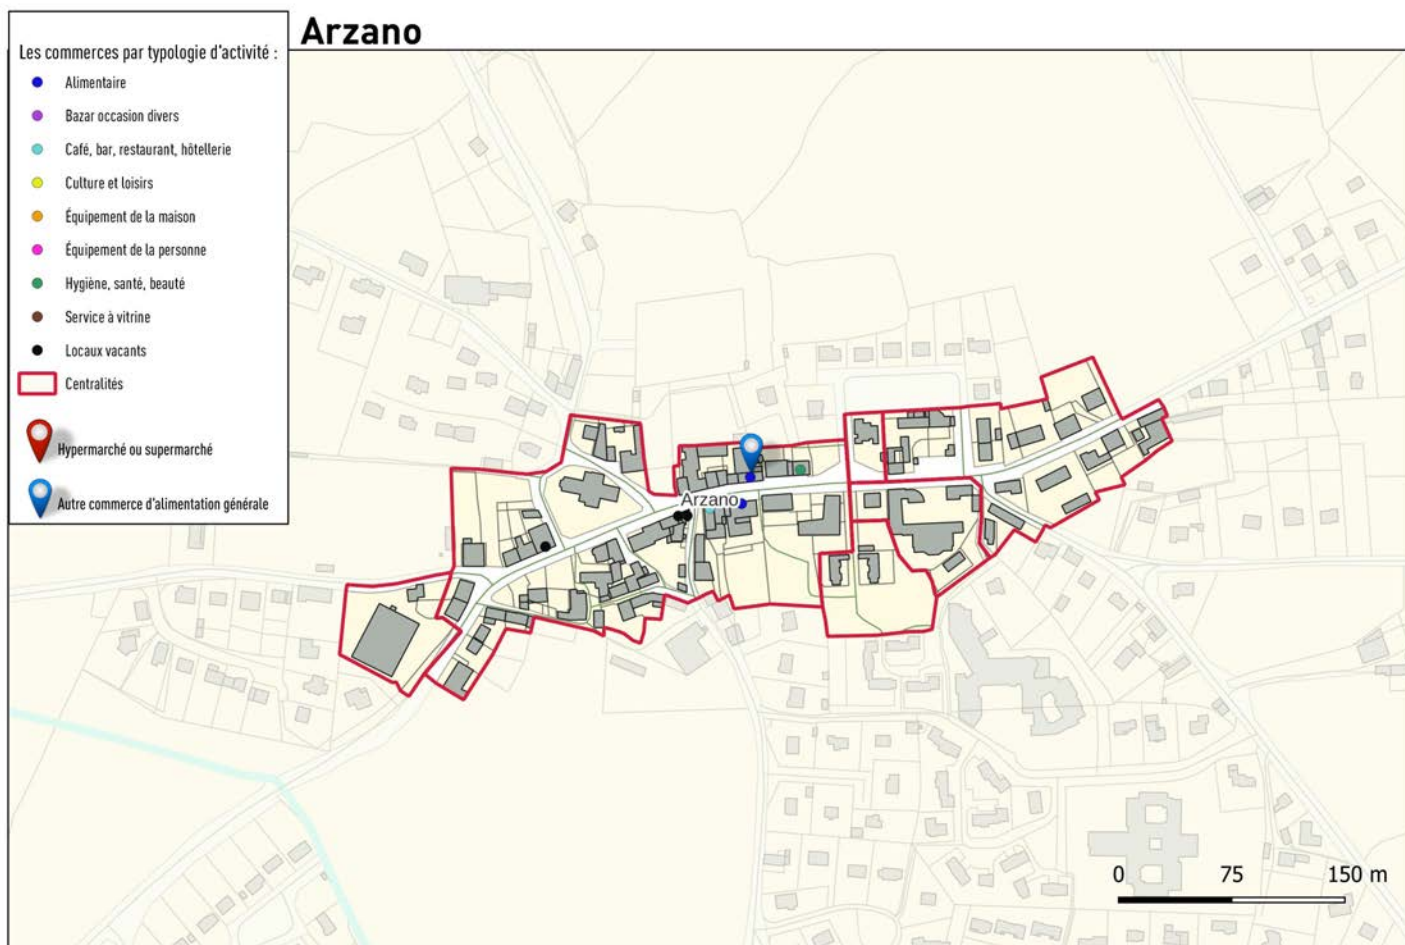 Arzano
Les commerces par typologie d'activité :
Alimentaire
Bazar occasion divers
Café, bar, restaurant, hôtellerie
Culture et loisirs
Équipement de la maison
Équipement de la personne
Hygiène, santé, beauté
Service à vitrine
Locaux vacants
Centralités
Hypermarché ou supermarché
Autre commerce d'alimentation générale
Arzano
0 75 150 m